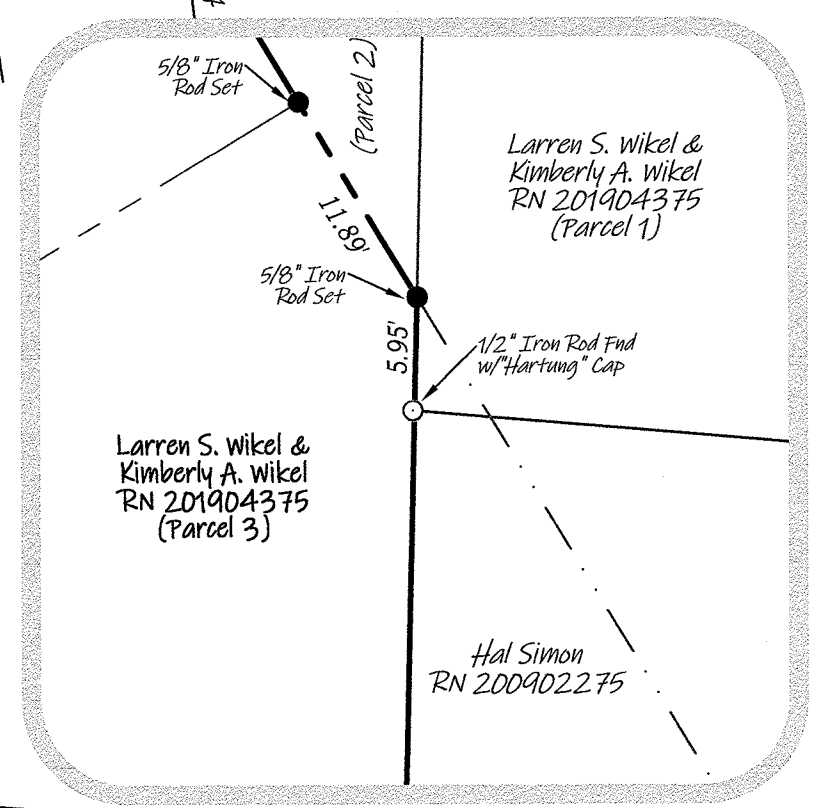 5/8" Iron
Rod Set
(Parcel 2)
Larren S. Wikel &
Kimberly A. Wikel
RN 201904375
(Parcel 1)
11.89'
5/8" Iron
Rod Set
5.95'
1/2" Iron Rod Fnd
w/"Hartung" Cap
Larren S. Wikel &
Kimberly A. Wikel
RN 201904375
(Parcel 3)
Hal Simon
RN 200902275